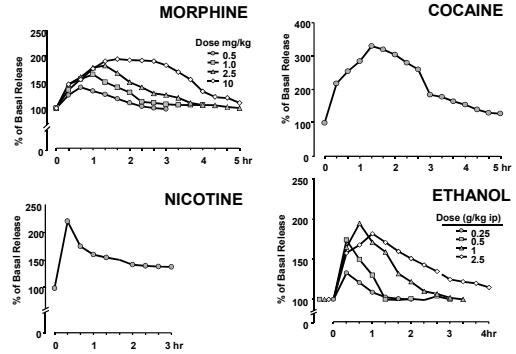 MORPHINE
% of Basal Release
250
200
150
100
0
Dose mg/kg
0.5
1.0
2.5
10
0 1 2 3 4 5 hr
COCAINE
% of Basal Release
400
300
200
100
0
0 1 2 3 4 5 hr
NICOTINE
% of Basal Release
250
200
150
100
0
0 1 2 3 hr
ETHANOL
% of Basal Release
250
200
150
100
0
Dose (g/kg ip)
0.25
0.5
1
2.5
0 1 2 3 4hr